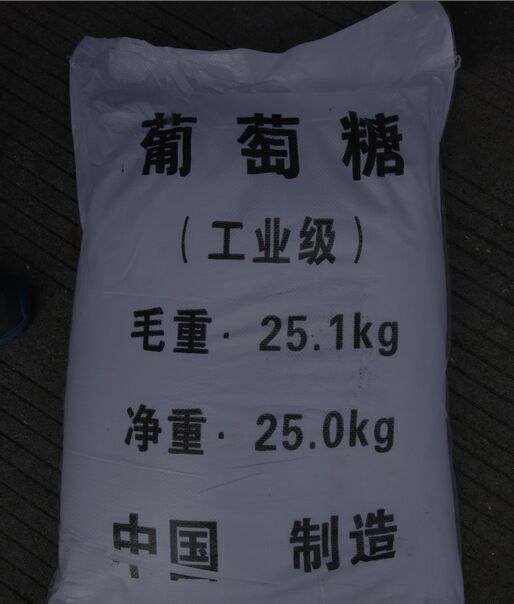 葡萄糖
（工业级）
毛重·25.1kg
净重·25.0kg
中国 制造